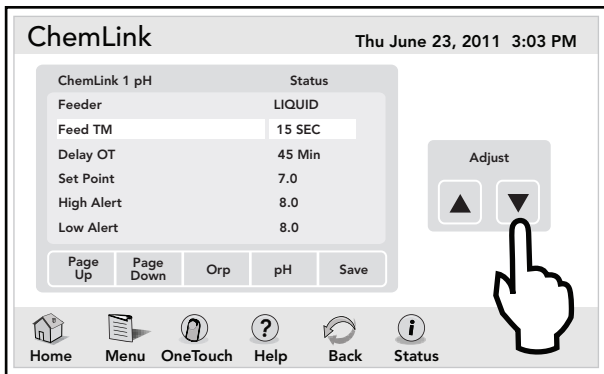 ChemLink
Thu June 23, 2011 3:03 PM
ChemLink 1 pH Status
Feeder LIQUID
Feed TM 15 SEC
Delay OT 45 Min
Set Point 7.0
High Alert 8.0
Low Alert 8.0
Adjust
Page Up Page Down Orp pH Save
Home Menu OneTouch Help Back Status